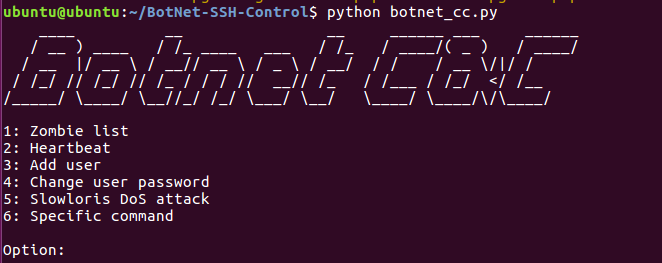 ubuntu@ubuntu:~/BotNet-SSH-Control$ python botnet_cc.py
Botnet C&C
1: Zombie list
2: Heartbeat
3: Add user
4: Change user password
5: Slowloris DoS attack
6: Specific command
Option: